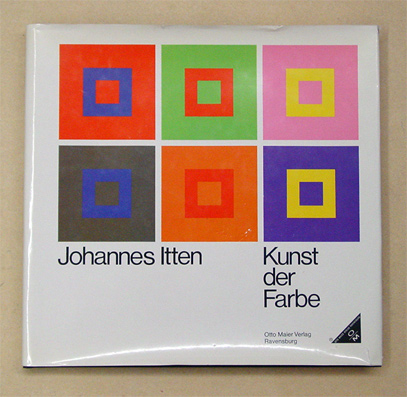 Johannes Itten
Kunst
der
Farbe
Otto Maier Verlag
Ravensburg